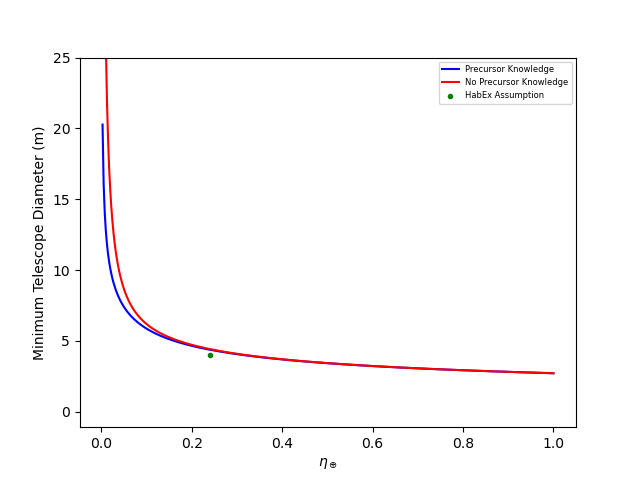 25
20
15
10
5
0
Minimum Telescope Diameter (m)
Precursor Knowledge
No Precursor Knowledge
HabEx Assumption
0.0 0.2 0.4 0.6 0.8 1.0
η⊕